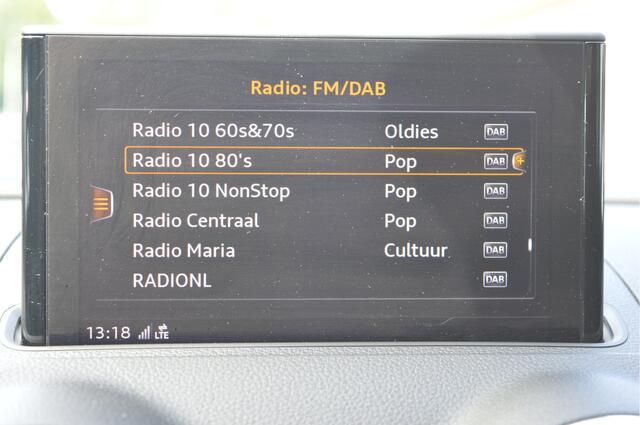 Radio: FM/DAB
Radio 10 60s&70s Oldies DAB
Radio 10 80's Pop DAB +
Radio 10 NonStop Pop DAB
Radio Centraal Pop DAB
Radio Maria Cultuur DAB
RADIONL DAB
13:18 LTE